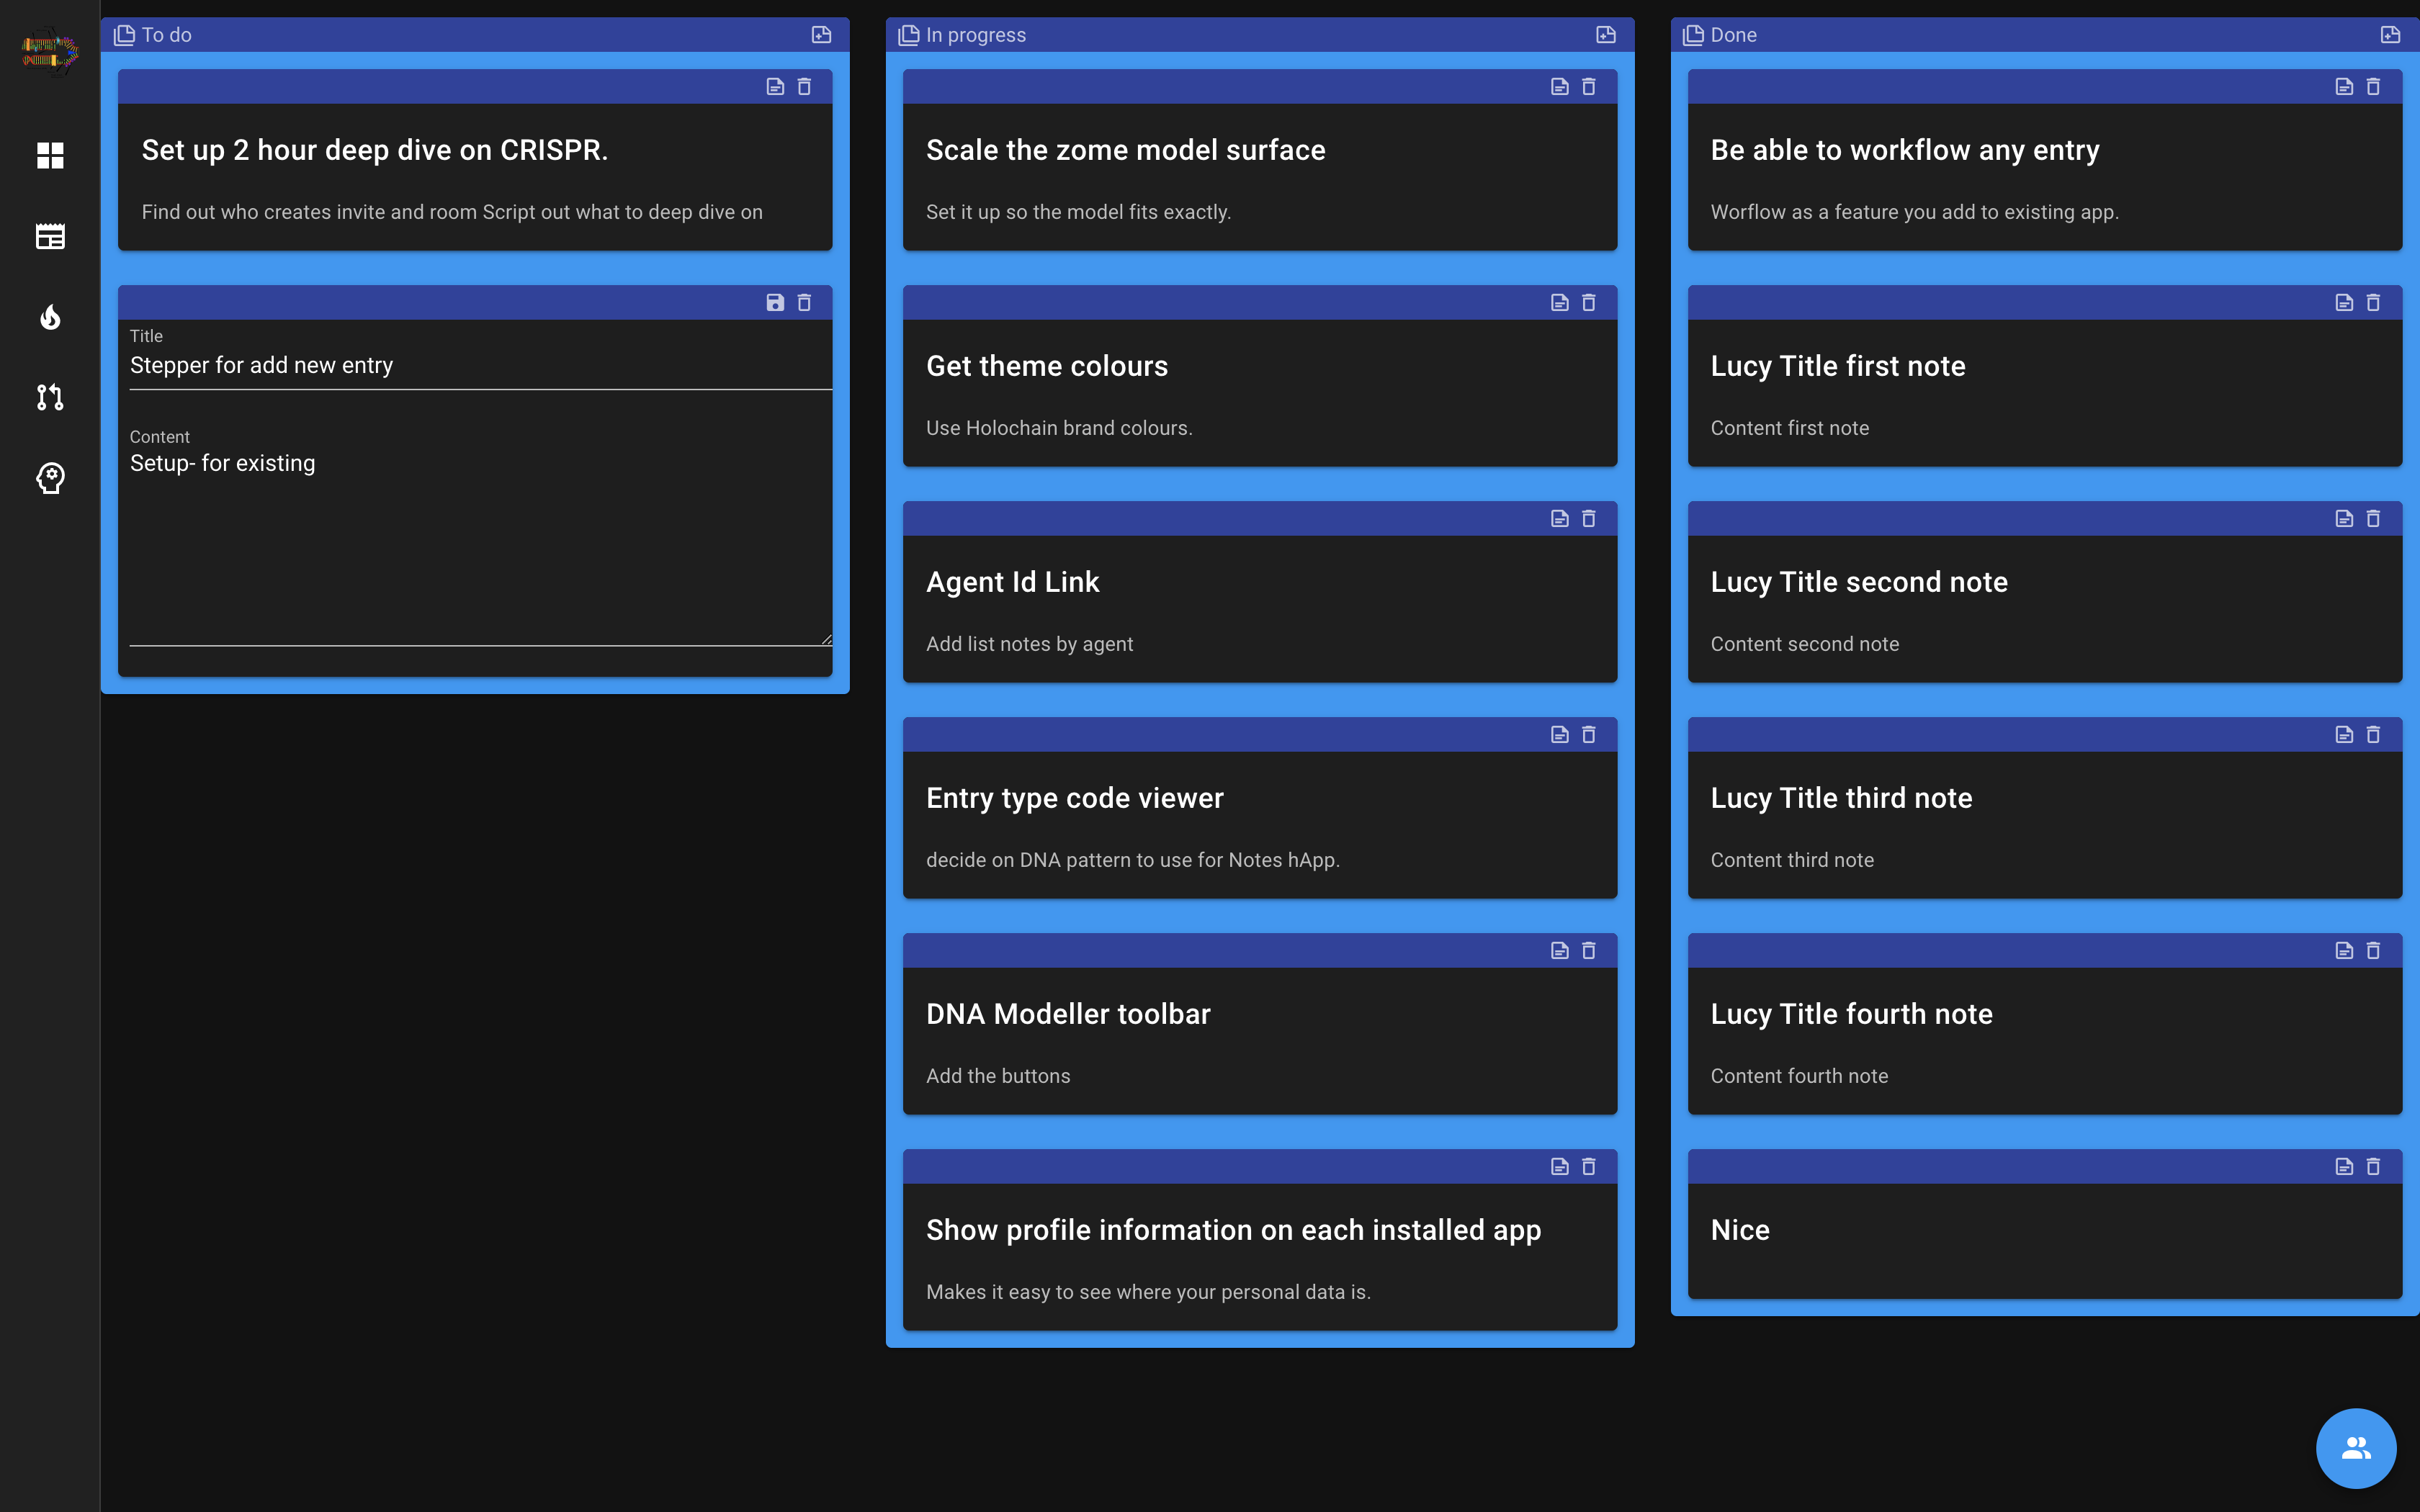 To do
Set up 2 hour deep dive on CRISPR.
Find out who creates invite and room Script out what to deep dive on
Title
Stepper for add new entry
Content
Setup- for existing
In progress
Scale the zome model surface
Set it up so the model fits exactly.
Get theme colours
Use Holochain brand colours.
Agent Id Link
Add list notes by agent
Entry type code viewer
decide on DNA pattern to use for Notes hApp.
DNA Modeller toolbar
Add the buttons
Show profile information on each installed app
Makes it easy to see where your personal data is.
Done
Be able to workflow any entry
Worflow as a feature you add to existing app.
Lucy Title first note
Content first note
Lucy Title second note
Content second note
Lucy Title third note
Content third note
Lucy Title fourth note
Content fourth note
Nice